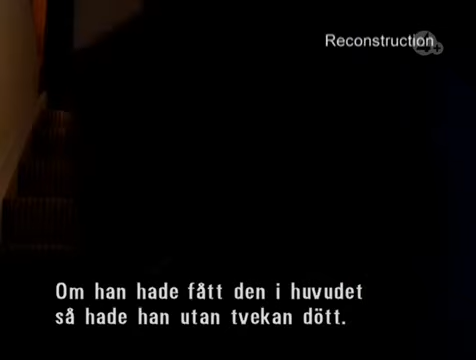 Reconstruction
Om han hade fått den i huvudet
så hade han utan tvekan dött.